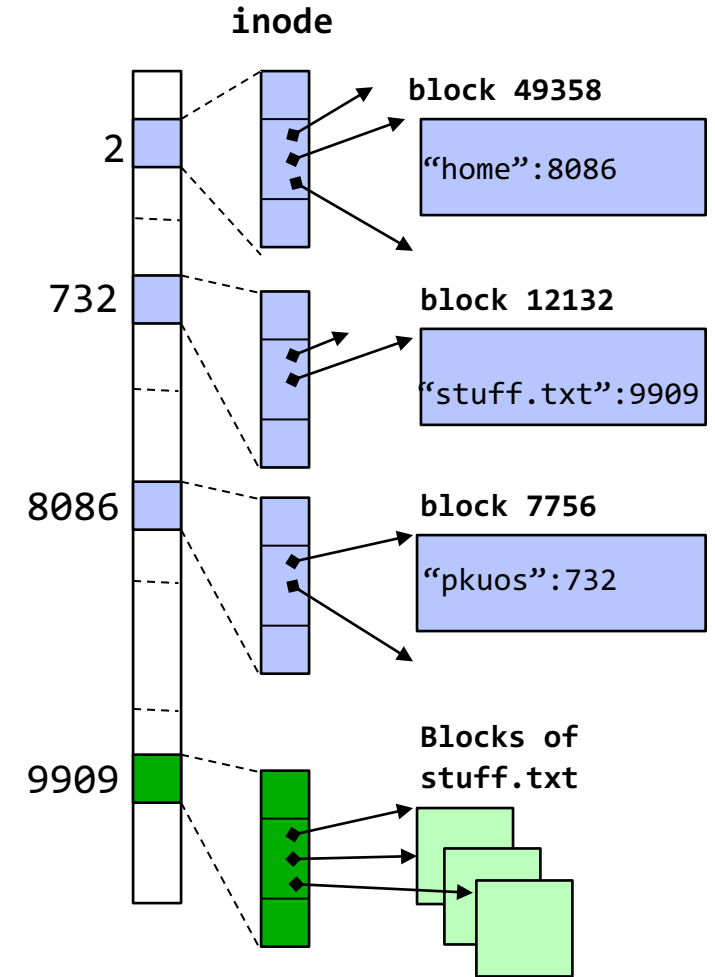 inode
2
block 49358
“home”:8086
732
block 12132
“stuff.txt”:9909
8086
block 7756
“pkuos”:732
9909
Blocks of
stuff.txt